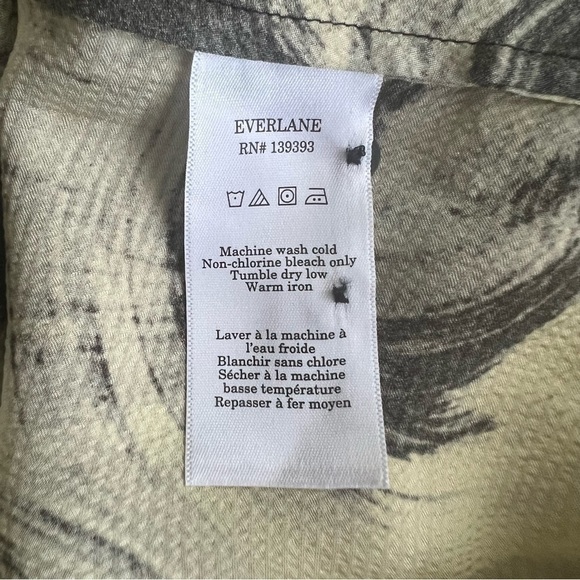 EVERLANE
RN# 139393
Machine wash cold
Non-chlorine bleach only
Tumble dry low
Warm iron
Laver à la machine à
l'eau froide
Blanchir sans chlore
Sécher à la machine
basse température
Repasser à fer moyen